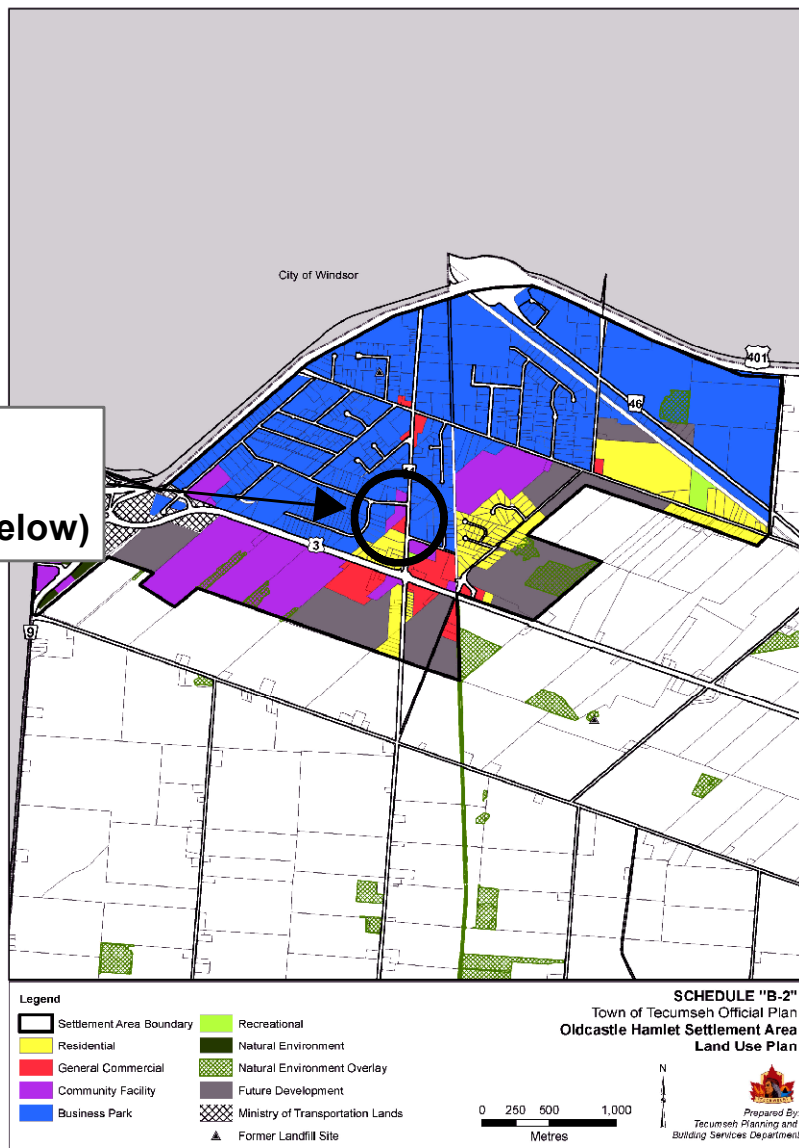 City of Windsor
401
46
elow)
3
9
Legend
Settlement Area Boundary
Residential
General Commercial
Community Facility
Business Park
Recreational
Natural Environment
Natural Environment Overlay
Future Development
Ministry of Transportation Lands
Former Landfill Site
0 250 500 1,000
Metres
N
SCHEDULE "B-2"
Town of Tecumseh Official Plan
Oldcastle Hamlet Settlement Area
Land Use Plan
Prepared By:
Tecumseh Planning and
Building Services Department